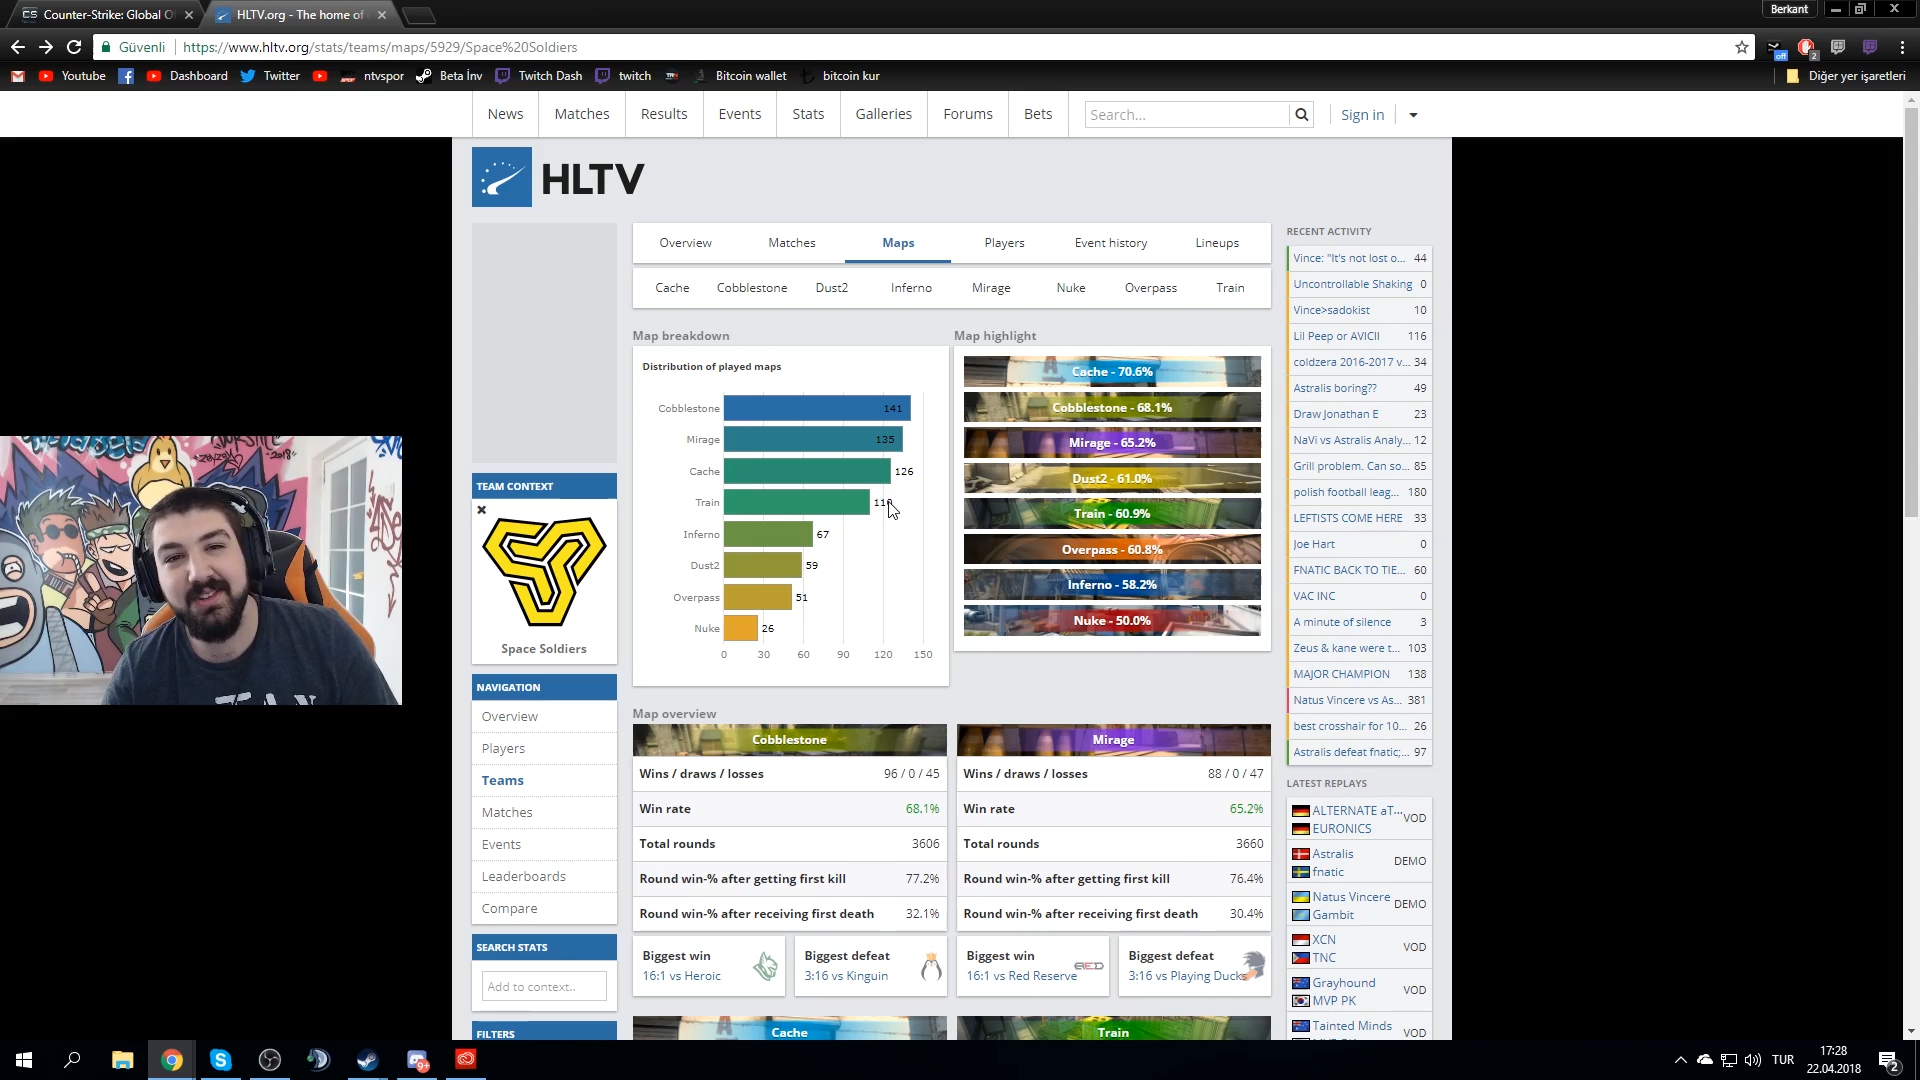 Counter-Strike: Global O
HLTV.org - The home of
Berkant
Güvenli
https://www.hltv.org/stats/teams/maps/5929/Space%20Soldiers
off
2
Youtube
Dashboard
Twitter
ntvspor
Beta İnv
Twitch Dash
twitch
Bitcoin wallet
bitcoin kur
Diğer yer işaretleri
News
Matches
Results
Events
Stats
Galleries
Forums
Bets
Search...
Sign in
HLTV
Overview
Matches
Maps
Players
Event history
Lineups
Cache
Cobblestone
Dust2
Inferno
Mirage
Nuke
Overpass
Train
Map breakdown
Distribution of played maps
Cobblestone 141
Mirage 135
Cache 126
Train
Inferno 67
Dust2 59
Overpass 51
Nuke 26
0 30 60 90 120 150
Map highlight
Cache - 70.6%
Cobblestone - 68.1%
Mirage - 65.2%
Dust2 - 61.0%
Train - 60.9%
Overpass - 60.8%
Inferno - 58.2%
Nuke - 50.0%
TEAM CONTEXT
Space Soldiers
NAVIGATION
Overview
Players
Teams
Matches
Events
Leaderboards
Compare
SEARCH STATS
Add to context..
FILTERS
Map overview
Cobblestone
Wins / draws / losses 96 / 0 / 45
Win rate 68.1%
Total rounds 3606
Round win-% after getting first kill 77.2%
Round win-% after receiving first death 32.1%
Biggest win
16:1 vs Heroic
Biggest defeat
3:16 vs Kinguin
Mirage
Wins / draws / losses 88 / 0 / 47
Win rate 65.2%
Total rounds 3660
Round win-% after getting first kill 76.4%
Round win-% after receiving first death 30.4%
Biggest win
16:1 vs Red Reserve
Biggest defeat
3:16 vs Playing Ducks
Cache
Train
RECENT ACTIVITY
Vince: "It's not lost o... 44
Uncontrollable Shaking 0
Vince>sadokist 10
Lil Peep or AVICII 116
coldzera 2016-2017 v... 34
Astralis boring?? 49
Draw Jonathan E 23
NaVi vs Astralis Analy... 12
Grill problem. Can so... 85
polish football leag... 180
LEFTISTS COME HERE 33
Joe Hart 0
FNATIC BACK TO TIE... 60
VAC INC 0
A minute of silence 3
Zeus & kane were t... 103
MAJOR CHAMPION 138
Natus Vincere vs As... 381
best crosshair for 10... 26
Astralis defeat fnatic;... 97
LATEST REPLAYS
ALTERNATE aT...
EURONICS
VOD
Astralis
fnatic
DEMO
Natus Vincere
Gambit
DEMO
XCN
TNC
VOD
Grayhound
MVP PK
VOD
Tainted Minds
VOD
9+
TUR
17:28
22.04.2018
2